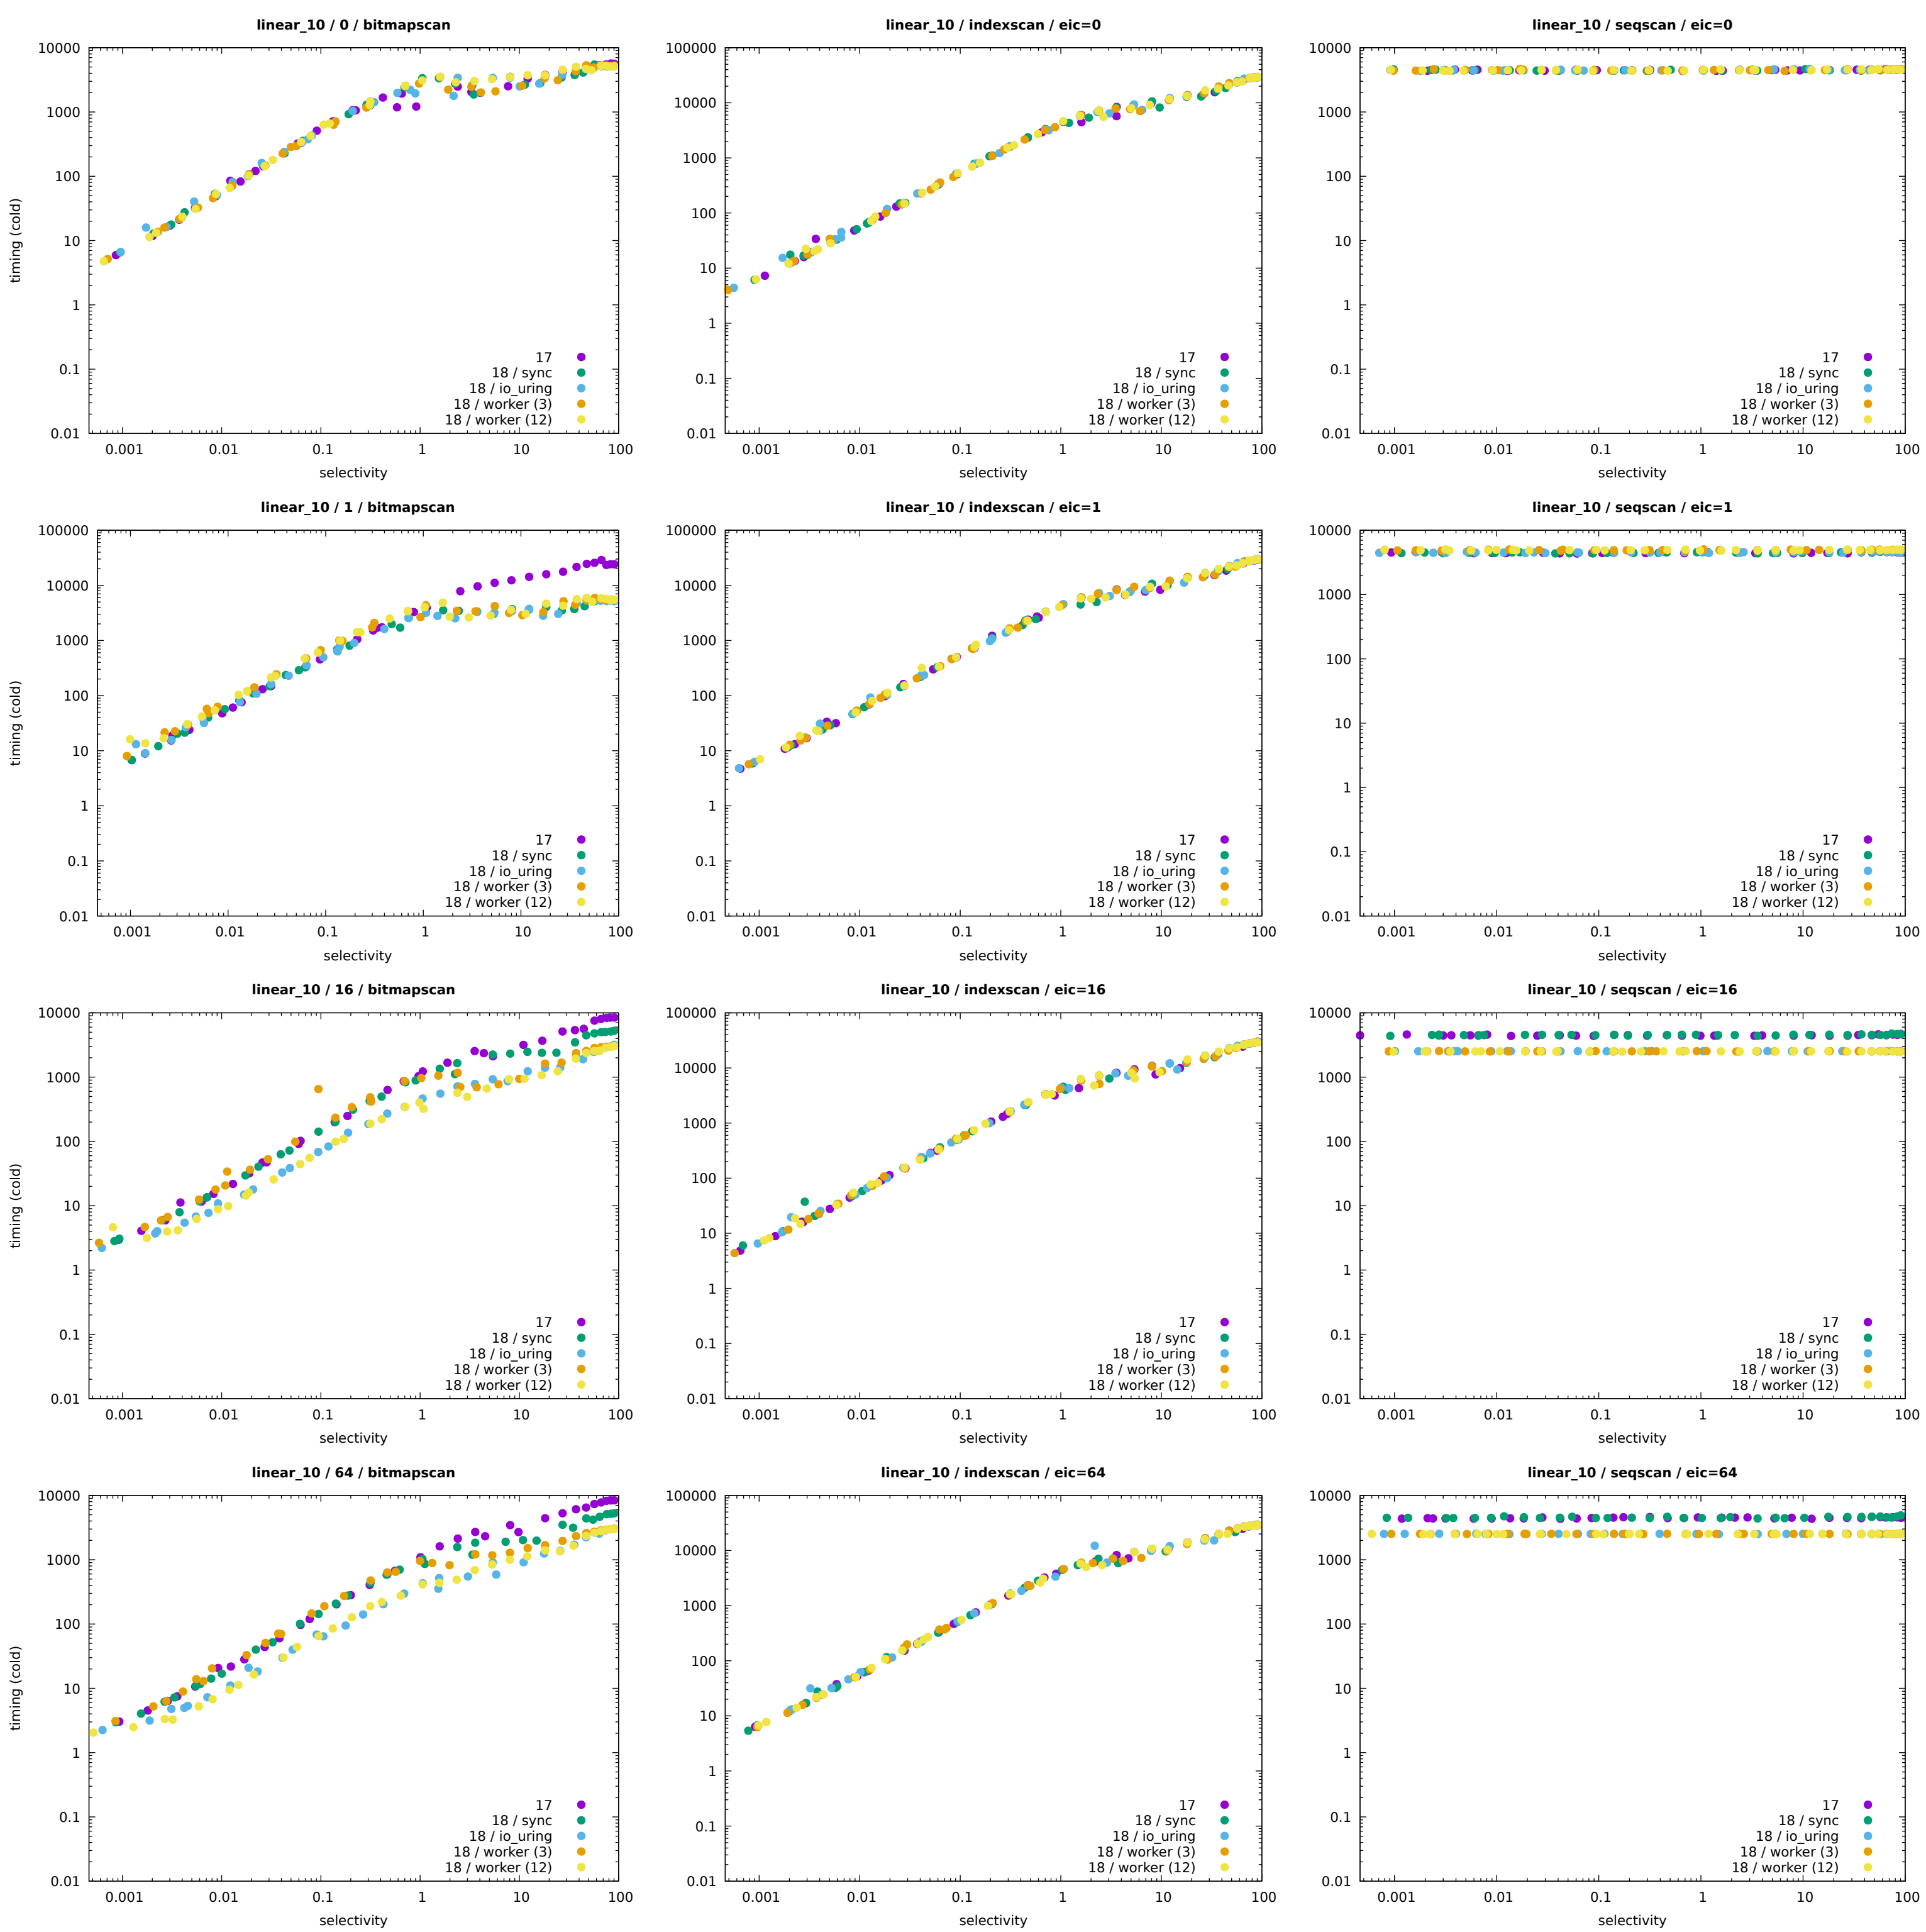 linear_10 / 0 / bitmapscan
10000
1000
100
10
1
0.1
0.01
timing (cold)
17
18 / sync
18 / io_uring
18 / worker (3)
18 / worker (12)
0.001
0.01
0.1
1
10
100
selectivity
linear_10 / indexscan / eic=0
100000
10000
1000
100
10
1
0.1
0.01
17
18 / sync
18 / io_uring
18 / worker (3)
18 / worker (12)
0.001
0.01
0.1
1
10
100
selectivity
linear_10 / seqscan / eic=0
10000
1000
100
10
1
0.1
0.01
17
18 / sync
18 / io_uring
18 / worker (3)
18 / worker (12)
0.001
0.01
0.1
1
10
100
selectivity
linear_10 / 1 / bitmapscan
100000
10000
1000
100
10
1
0.1
0.01
timing (cold)
17
18 / sync
18 / io_uring
18 / worker (3)
18 / worker (12)
0.001
0.01
0.1
1
10
100
selectivity
linear_10 / indexscan / eic=1
100000
10000
1000
100
10
1
0.1
0.01
17
18 / sync
18 / io_uring
18 / worker (3)
18 / worker (12)
0.001
0.01
0.1
1
10
100
selectivity
linear_10 / seqscan / eic=1
10000
1000
100
10
1
0.1
0.01
17
18 / sync
18 / io_uring
18 / worker (3)
18 / worker (12)
0.001
0.01
0.1
1
10
100
selectivity
linear_10 / 16 / bitmapscan
10000
1000
100
10
1
0.1
0.01
timing (cold)
17
18 / sync
18 / io_uring
18 / worker (3)
18 / worker (12)
0.001
0.01
0.1
1
10
100
selectivity
linear_10 / indexscan / eic=16
100000
10000
1000
100
10
1
0.1
0.01
17
18 / sync
18 / io_uring
18 / worker (3)
18 / worker (12)
0.001
0.01
0.1
1
10
100
selectivity
linear_10 / seqscan / eic=16
10000
1000
100
10
1
0.1
0.01
17
18 / sync
18 / io_uring
18 / worker (3)
18 / worker (12)
0.001
0.01
0.1
1
10
100
selectivity
linear_10 / 64 / bitmapscan
10000
1000
100
10
1
0.1
0.01
timing (cold)
17
18 / sync
18 / io_uring
18 / worker (3)
18 / worker (12)
0.001
0.01
0.1
1
10
100
selectivity
linear_10 / indexscan / eic=64
100000
10000
1000
100
10
1
0.1
0.01
17
18 / sync
18 / io_uring
18 / worker (3)
18 / worker (12)
0.001
0.01
0.1
1
10
100
selectivity
linear_10 / seqscan / eic=64
10000
1000
100
10
1
0.1
0.01
17
18 / sync
18 / io_uring
18 / worker (3)
18 / worker (12)
0.001
0.01
0.1
1
10
100
selectivity